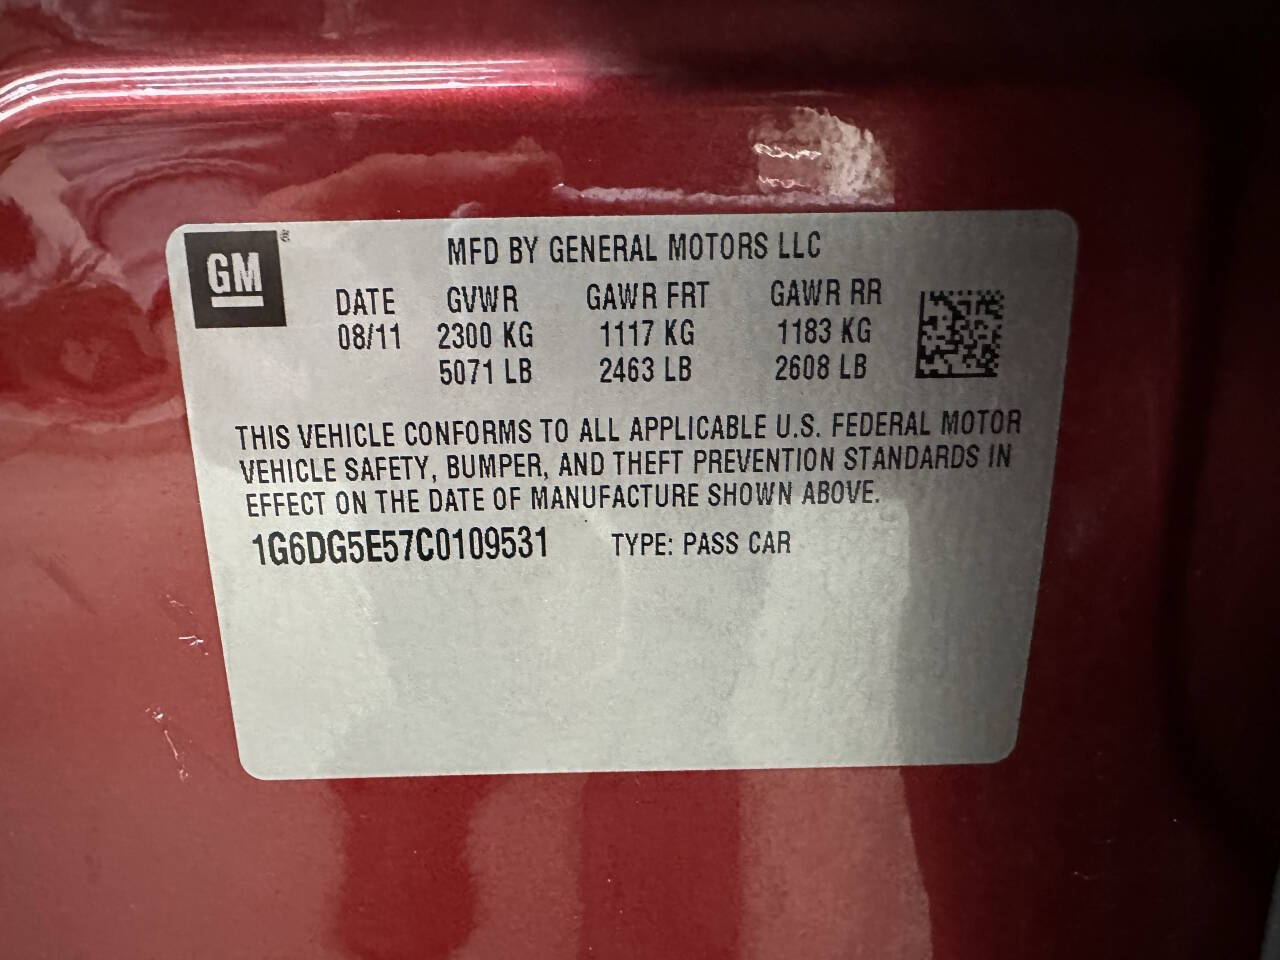 GM ®
MFD BY GENERAL MOTORS LLC
DATE GVWR GAWR FRT GAWR RR
08/11 2300 KG 1117 KG 1183 KG
5071 LB 2463 LB 2608 LB
THIS VEHICLE CONFORMS TO ALL APPLICABLE U.S. FEDERAL MOTOR
VEHICLE SAFETY, BUMPER, AND THEFT PREVENTION STANDARDS IN
EFFECT ON THE DATE OF MANUFACTURE SHOWN ABOVE.
1G6DG5E57C0109531 TYPE: PASS CAR